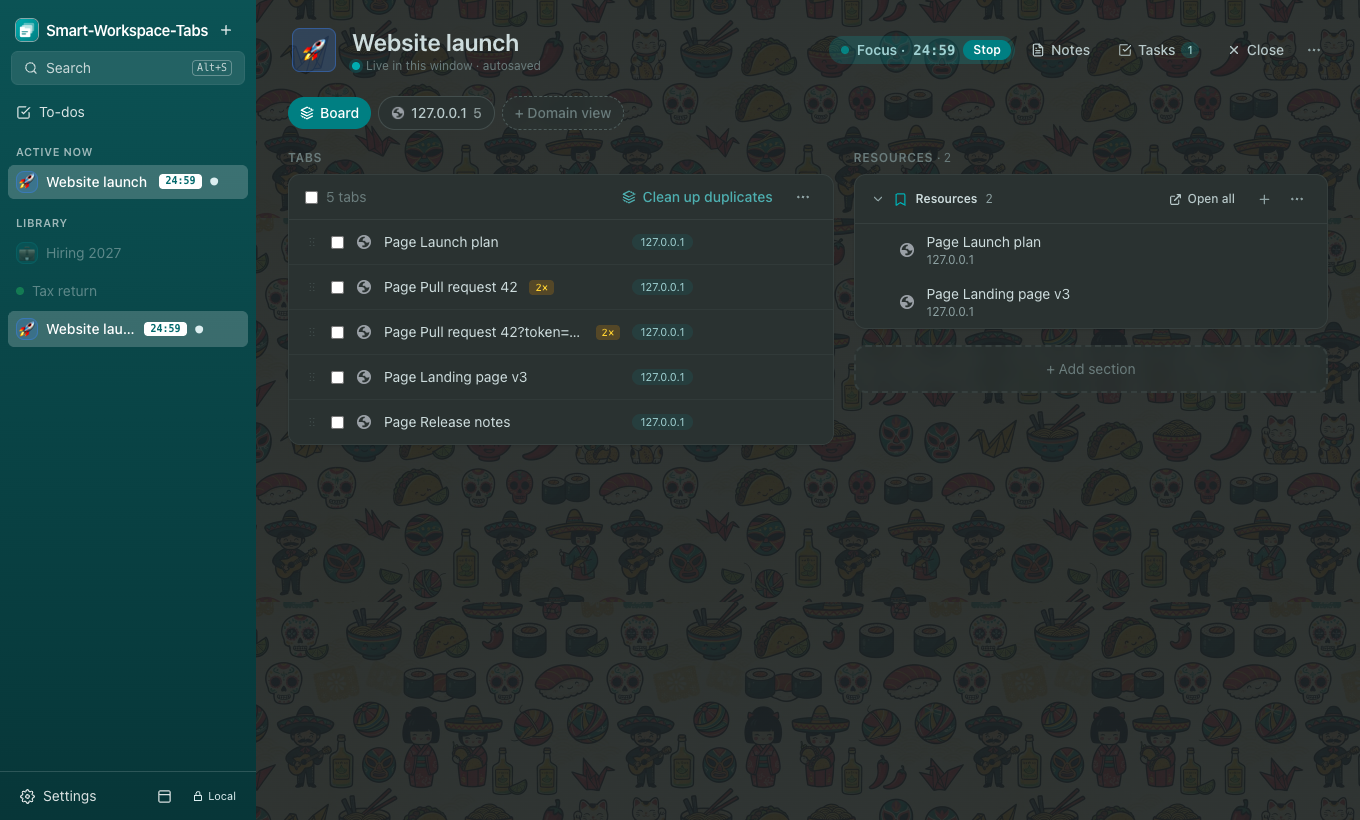 Smart-Workspace-Tabs
Search Alt+S
To-dos
ACTIVE NOW
Website launch 24:59
LIBRARY
Hiring 2027
Tax return
Website lau... 24:59
Settings Local
Website launch
Live in this window · autosaved
Focus · 24:59 Stop Notes Tasks 1 Close
Board 127.0.0.1 5 + Domain view
TABS
5 tabs Clean up duplicates
Page Launch plan 127.0.0.1
Page Pull request 42 2× 127.0.0.1
Page Pull request 42?token=... 2× 127.0.0.1
Page Landing page v3 127.0.0.1
Page Release notes 127.0.0.1
RESOURCES · 2
Resources 2 Open all
Page Launch plan
127.0.0.1
Page Landing page v3
127.0.0.1
+ Add section